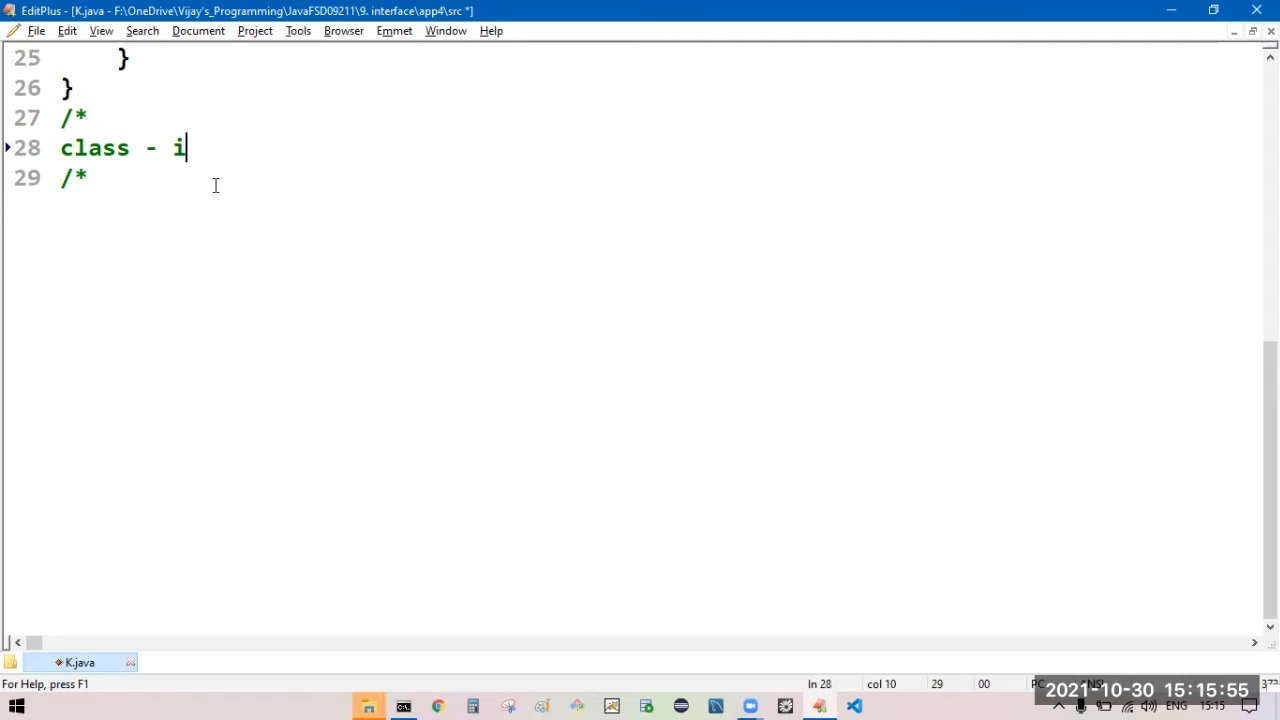 EditPlus - [K.java - F:\OneDrive\Vijay's_Programming\JavaFSD09211\9. interface\app4\src *]
File Edit View Search Document Project Tools Browser Emmet Window Help
25 }
26 }
27 /*
28 class - i
29 /*
K.java
For Help, press F1 ln 28 col 10 29 00 PC ANSI
2021-10-30 15:15:55
ENG 15:15